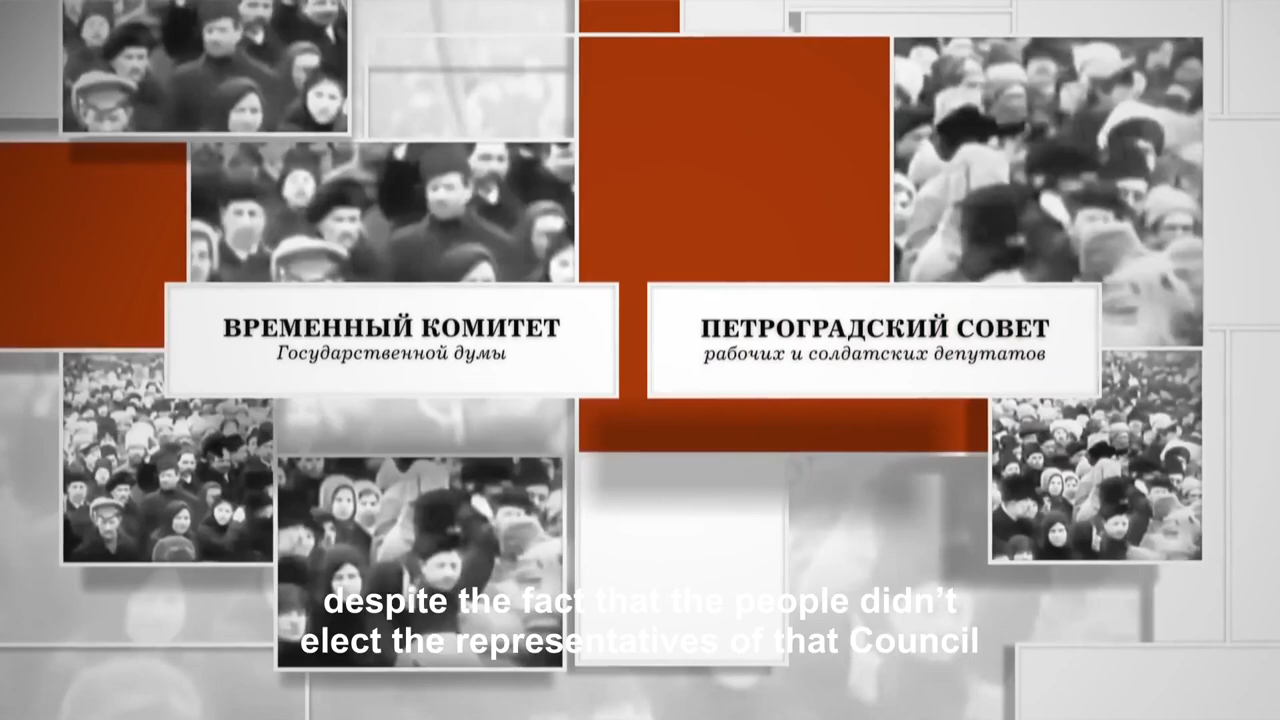 ВРЕМЕННЫЙ КОМИТЕТ
Государственной думы
ПЕТРОГРАДСКИЙ СОВЕТ
рабочих и солдатских депутатов
despite the fact that the people didn’t
elect the representatives of that Council